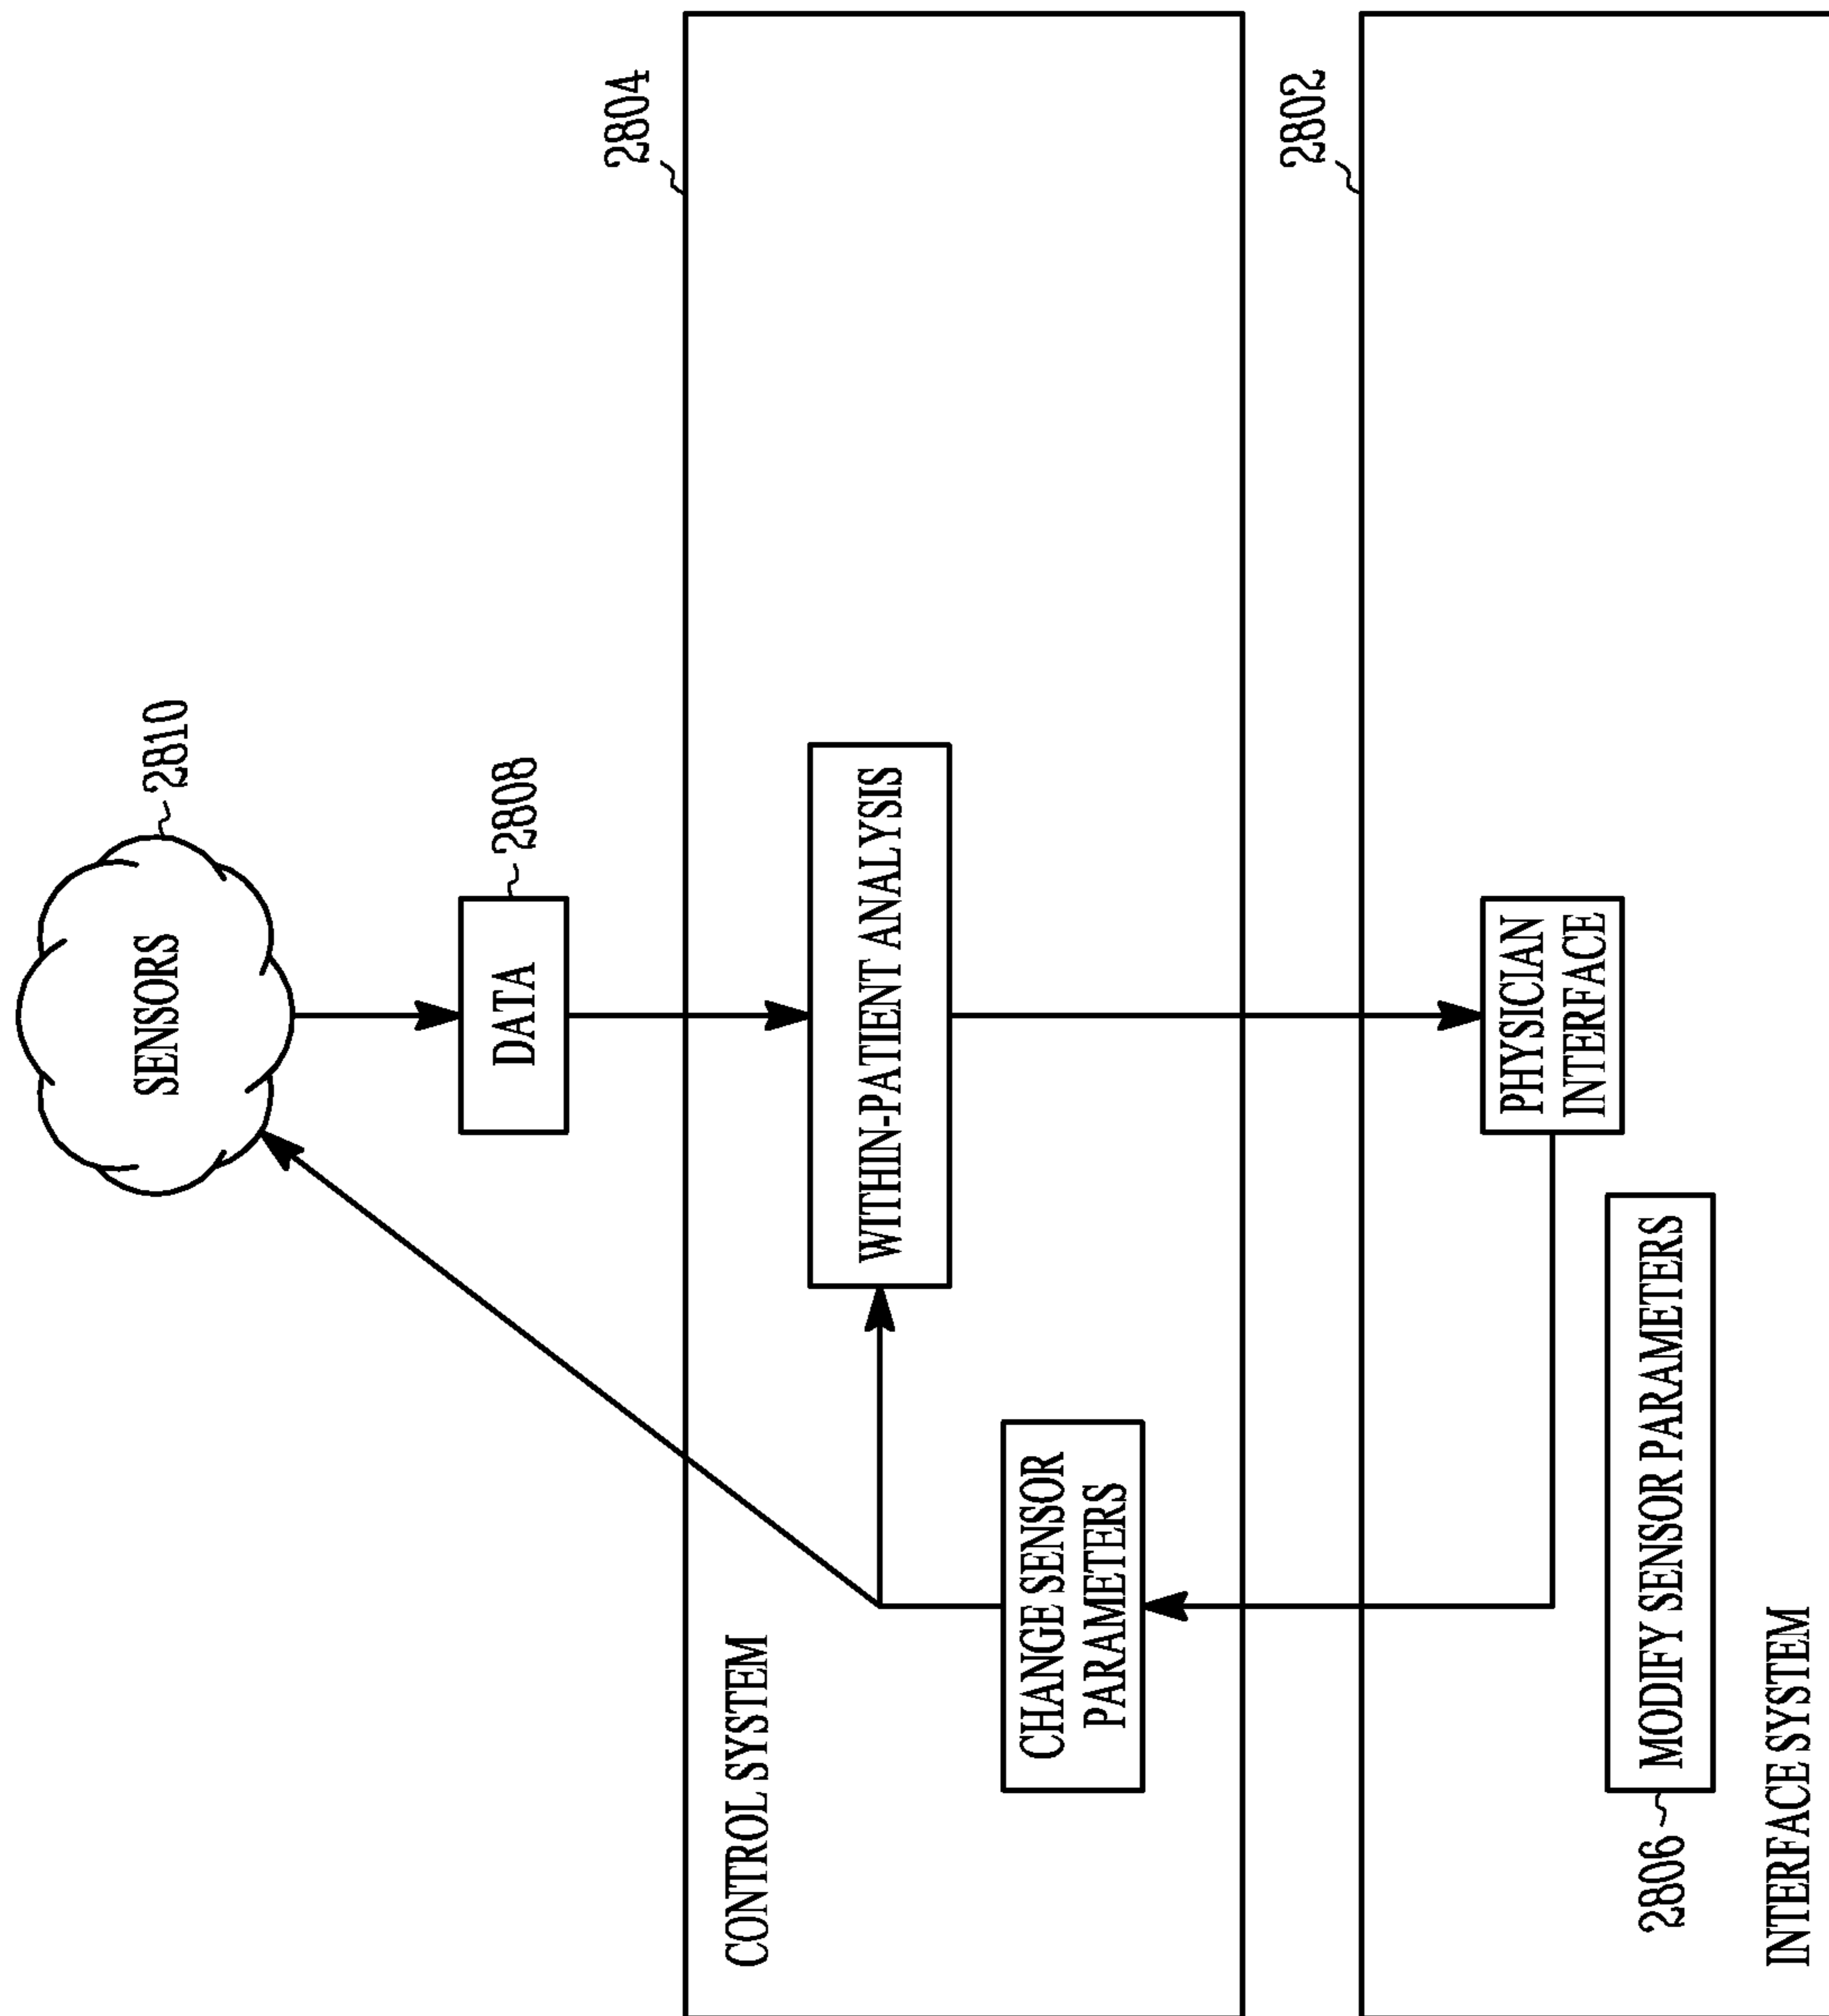 SENSORS
2810
DATA
2808
CONTROL SYSTEM
2804
WITHIN-PATIENT ANALYSIS
CHANGE SENSOR
PARAMETERS
2802
PHYSICIAN
INTERFACE
2806
MODIFY SENSOR PARAMETERS
INTERFACE SYSTEM